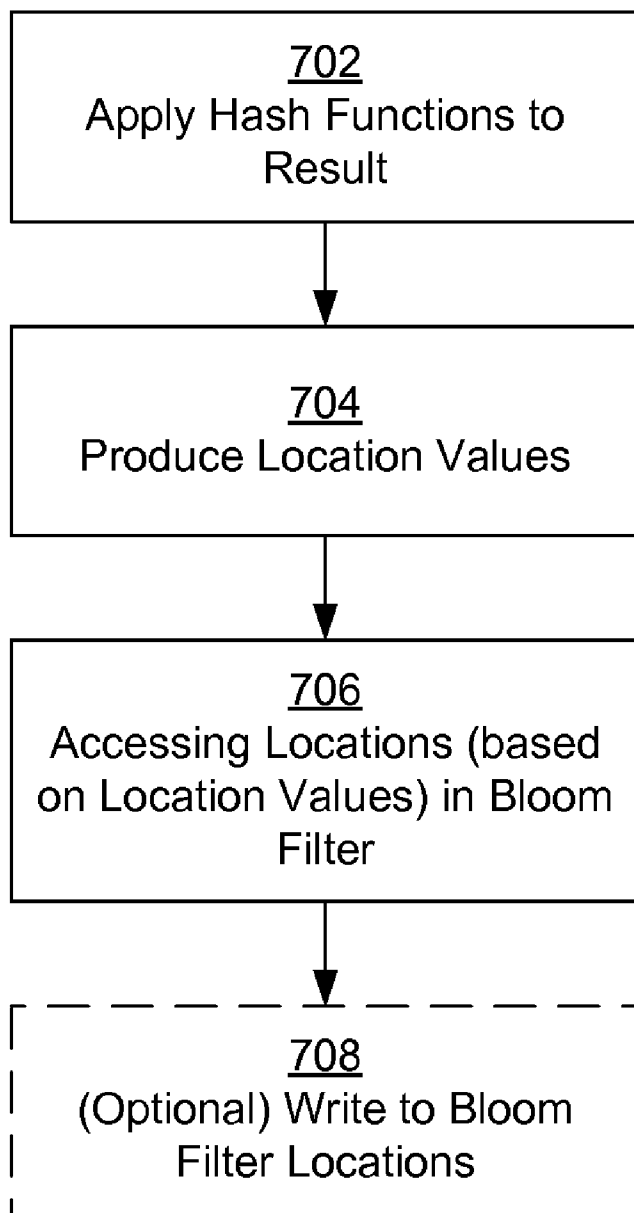 702
Apply Hash Functions to
Result
704
Produce Location Values
706
Accessing Locations (based
on Location Values) in Bloom
Filter
708
(Optional) Write to Bloom
Filter Locations